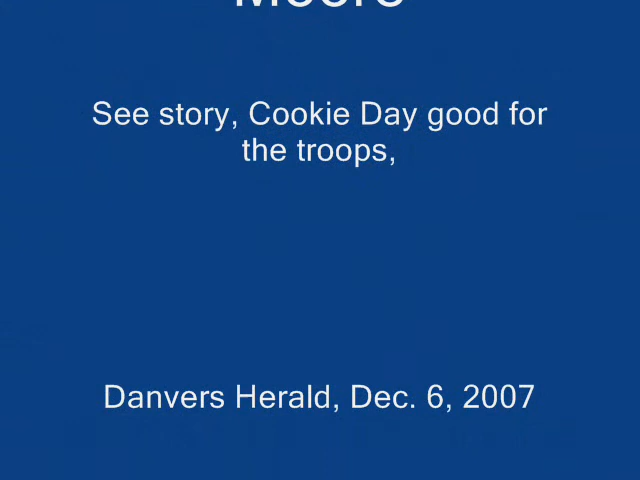 See story, Cookie Day good for
the troops,
Danvers Herald, Dec. 6, 2007